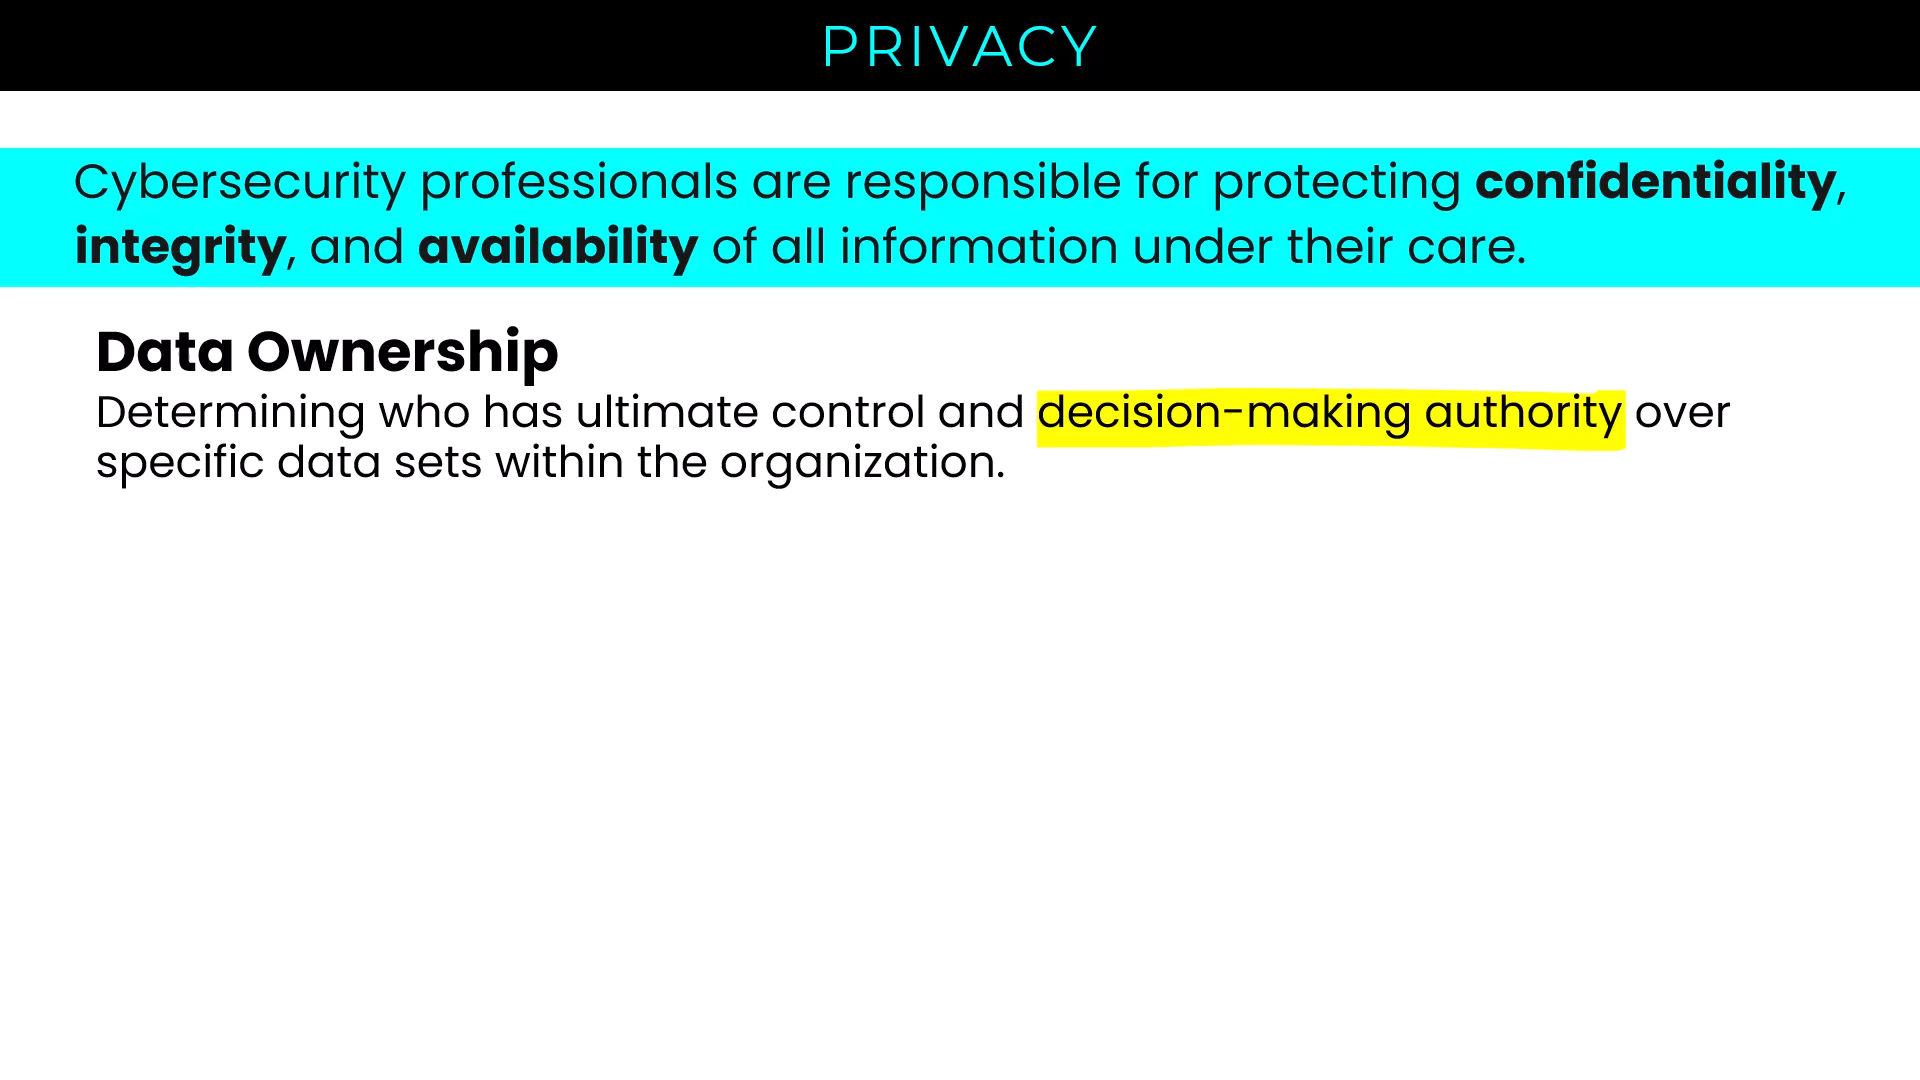 PRIVACY
Cybersecurity professionals are responsible for protecting confidentiality,
integrity, and availability of all information under their care.
Data Ownership
Determining who has ultimate control and decision-making authority over
specific data sets within the organization.